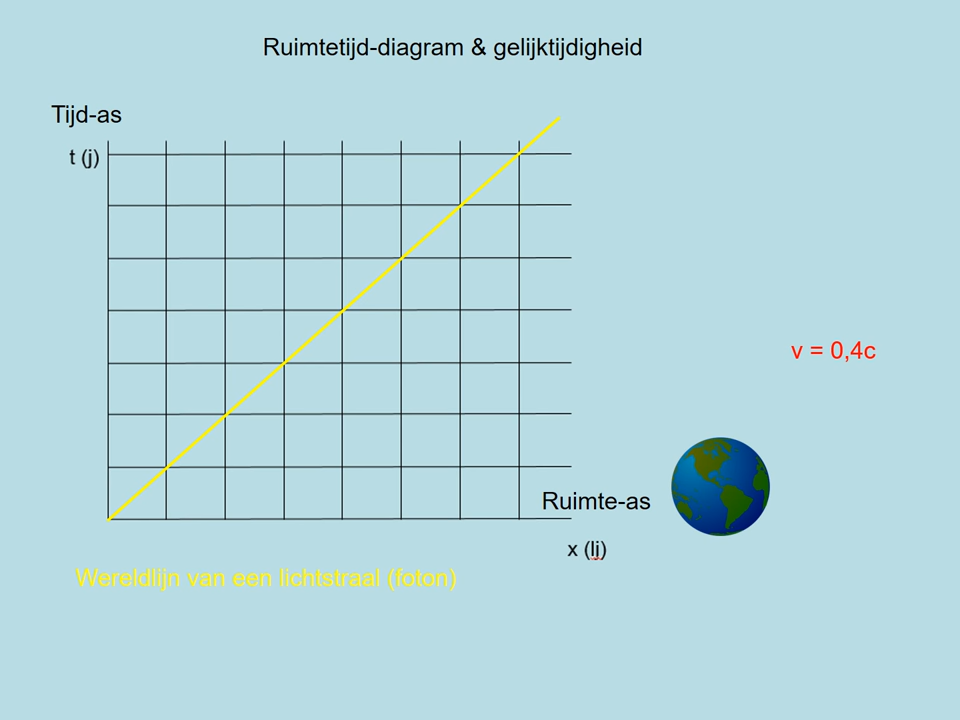 Ruimtetijd-diagram & gelijktijdigheid
Tijd-as
t (j)
v = 0,4c
Ruimte-as
x (lj)
Wereldlijn van een lichtstraal (foton)